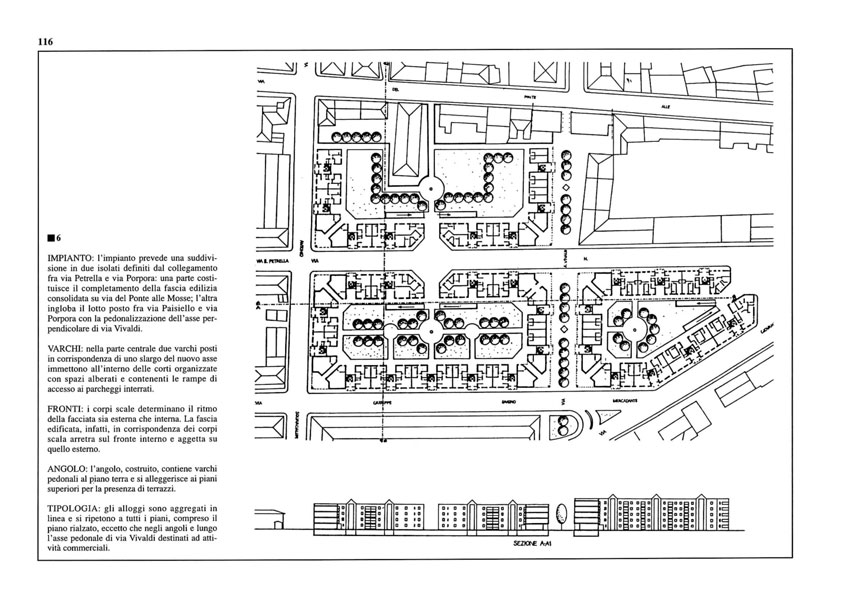 116
■6
IMPIANTO: l'impianto prevede una suddivi-
sione in due isolati definiti dal collegamento
fra via Petrella e via Porpora: una parte costi-
tuisce il completamento della fascia edilizia
consolidata su via del Ponte alle Mosse; l'altra
ingloba il lotto posto fra via Paisiello e via
Porpora con la pedonalizzazione dell'asse per-
pendicolare di via Vivaldi.
VARCHI: nella parte centrale due varchi posti
in corrispondenza di uno slargo del nuovo asse
immettono all'interno delle corti organizzate
con spazi alberati e contenenti le rampe di
accesso ai parcheggi interrati.
FRONTI: i corpi scale determinano il ritmo
della facciata sia esterna che interna. La fascia
edificata, infatti, in corrispondenza dei corpi
scala arretra sul fronte interno e aggetta su
quello esterno.
ANGOLO: l'angolo, costruito, contiene varchi
pedonali al piano terra e si alleggerisce ai piani
superiori per la presenza di terrazzi.
TIPOLOGIA: gli alloggi sono aggregati in
linea e si ripetono a tutti i piani, compreso il
piano rialzato, eccetto che negli angoli e lungo
l'asse pedonale di via Vivaldi destinati ad atti-
vità commerciali.
VIA
DEL
PONTE
ALLE
VIA E. PETRELLA
VIA
N.
VIA
GIUSEPPE
SAVERIO
VIA
MERCADANTE
VIA
SEZIONE A-A1